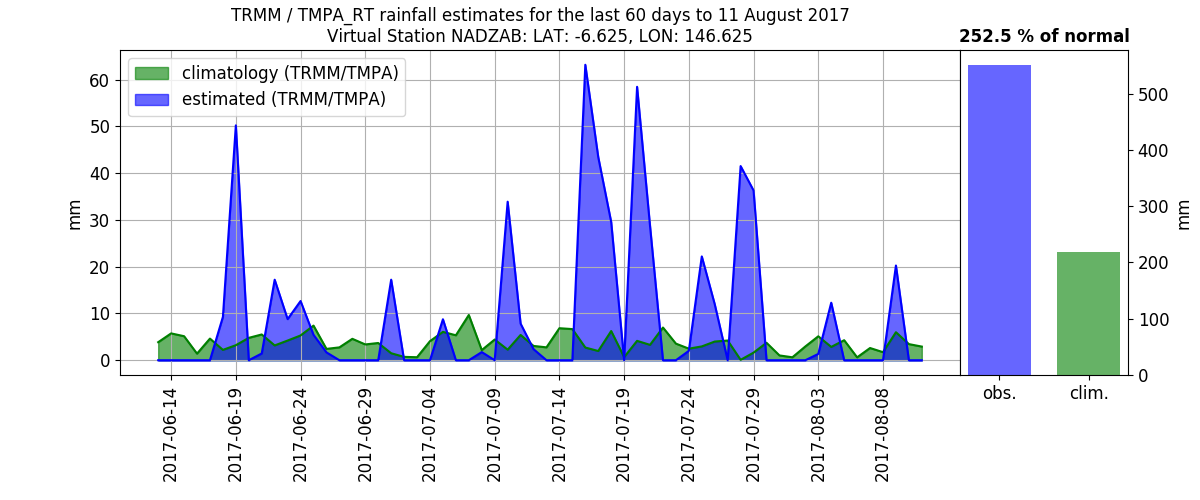 TRMM / TMPA_RT rainfall estimates for the last 60 days to 11 August 2017
Virtual Station NADZAB: LAT: -6.625, LON: 146.625
252.5 % of normal
climatology (TRMM/TMPA)
estimated (TRMM/TMPA)
mm
60
50
40
30
20
10
0
2017-06-14
2017-06-19
2017-06-24
2017-06-29
2017-07-04
2017-07-09
2017-07-14
2017-07-19
2017-07-24
2017-07-29
2017-08-03
2017-08-08
500
400
300
200
100
0
mm
obs.
clim.